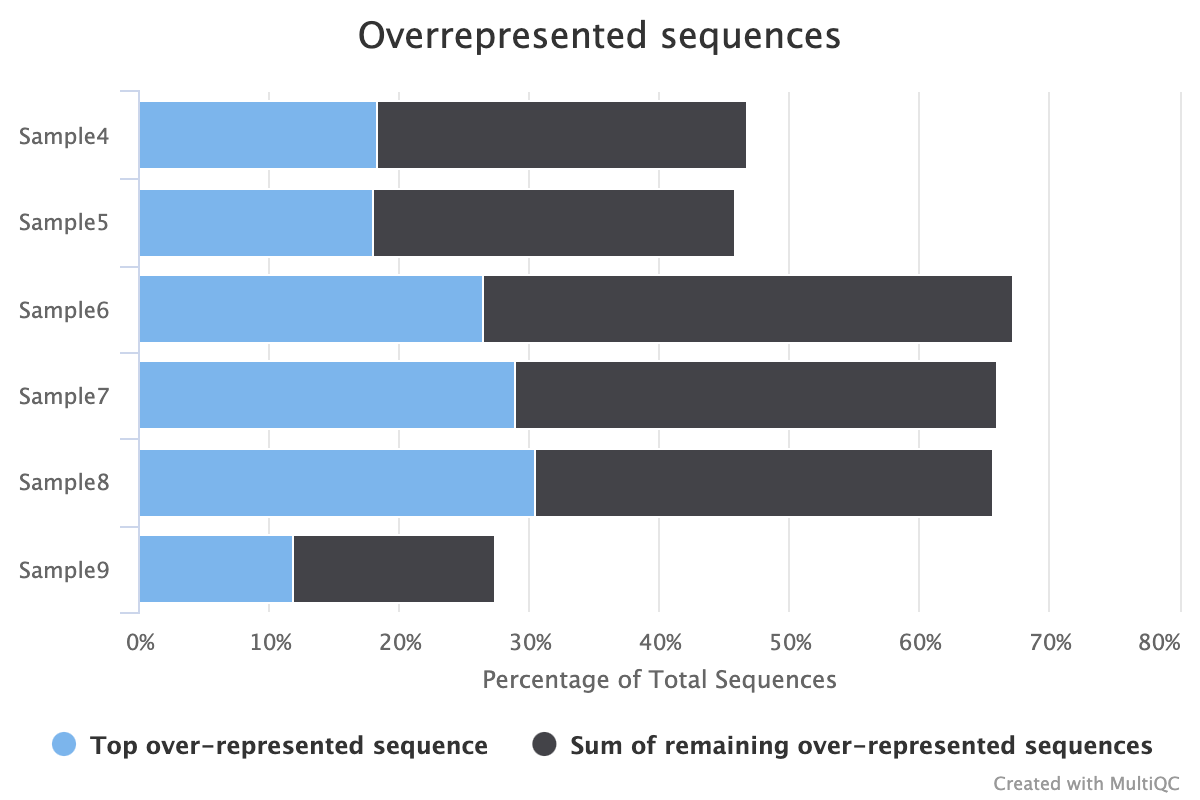 Overrepresented sequences
Sample4
Sample5
Sample6
Sample7
Sample8
Sample9
0% 10% 20% 30% 40% 50% 60% 70% 80%
Percentage of Total Sequences
Top over-represented sequence Sum of remaining over-represented sequences
Created with MultiQC